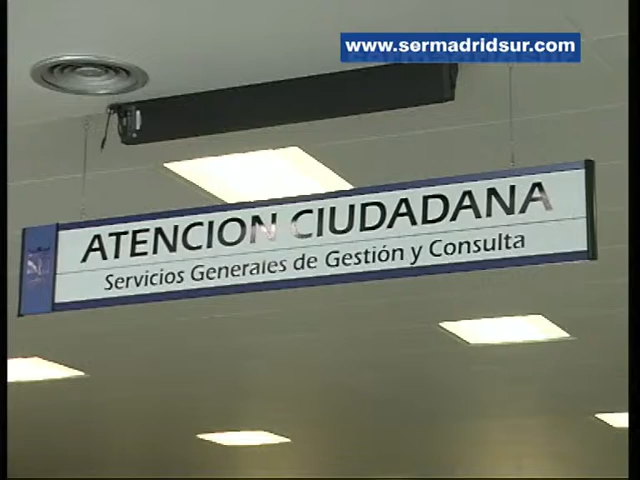 www.sermadridsur.com
ATENCION CIUDADANA
Servicios Generales de Gestión y Consulta